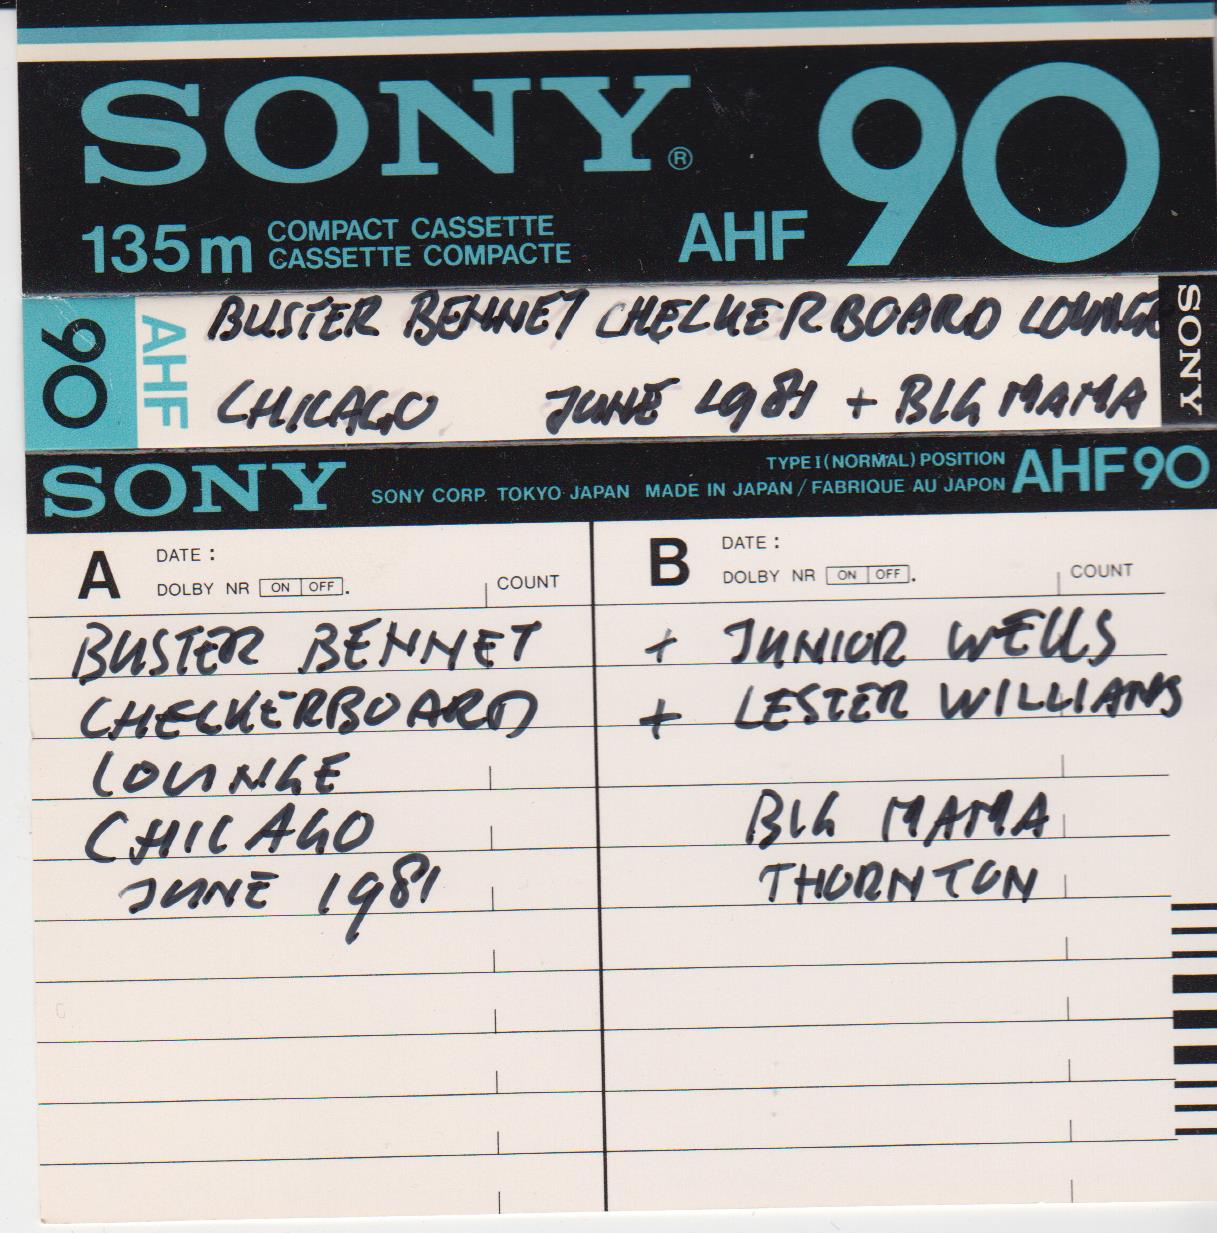 SONY®
AHF 90
135m COMPACT CASSETTE
CASSETTE COMPACTE
90 AHF
BUSTER BENNET CHECKERBOARD LOUNGE
CHICAGO JUNE 1981 + BIG MAMA
SONY
SONY TYPE I (NORMAL) POSITION AHF 90
SONY CORP. TOKYO JAPAN MADE IN JAPAN / FABRIQUE AU JAPON
A DATE :
DOLBY NR ON OFF . COUNT
BUSTER BENNET
CHECKERBOARD
LOUNGE
CHICAGO
JUNE 1981
B DATE :
DOLBY NR ON OFF . COUNT
+ JUNIOR WELLS
+ LESTER WILLIANS
BIG MAMA
THORNTON